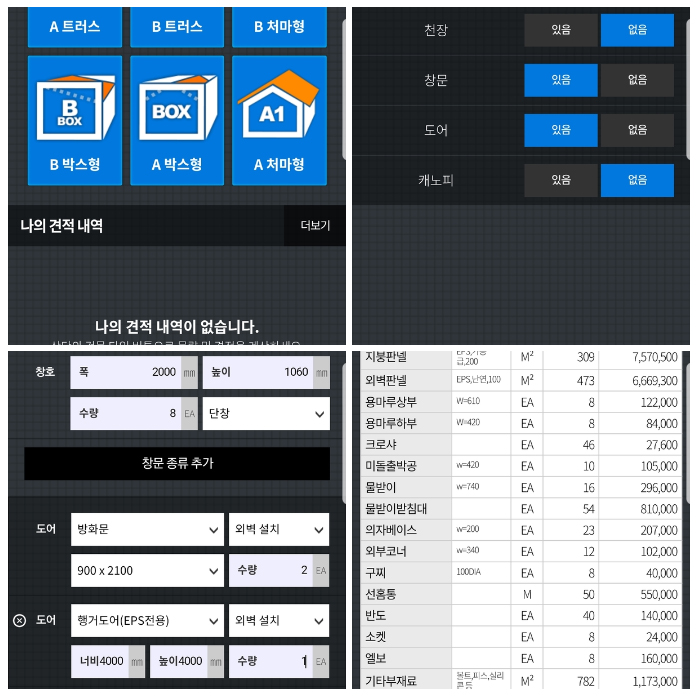 A 트러스
B 트러스
B 처마형
B
BOX
BOX
A1
B 박스형
A 박스형
A 처마형
나의 견적 내역
더보기
나의 견적 내역이 없습니다.
천장 있음 없음
창문 있음 없음
도어 있음 없음
캐노피 있음 없음
창호 폭 2000 mm 높이 1060 mm
수량 8 EA 단창
창문 종류 추가
도어 방화문 외벽 설치
900 x 2100 수량 2 EA
도어 행거도어(EPS전용) 외벽 설치
너비4000 mm 높이4000 mm 수량 1 EA
지붕판넬 급,200 M² 309 7,570,500
외벽판넬 EPS,난연,100 M² 473 6,669,300
용마루상부 W=610 EA 8 122,000
용마루하부 W=420 EA 8 84,000
크로샤 EA 46 27,600
미돌출박공 w=420 EA 10 105,000
물받이 w=740 EA 16 296,000
물받이받침대 EA 54 810,000
의자베이스 w=200 EA 23 207,000
외부코너 w=340 EA 12 102,000
구찌 100DIA EA 8 40,000
선홈통 M 50 550,000
반도 EA 40 140,000
소켓 EA 8 24,000
엘보 EA 8 160,000
기타부재료 볼트,피스,실리콘 등 M² 782 1,173,000